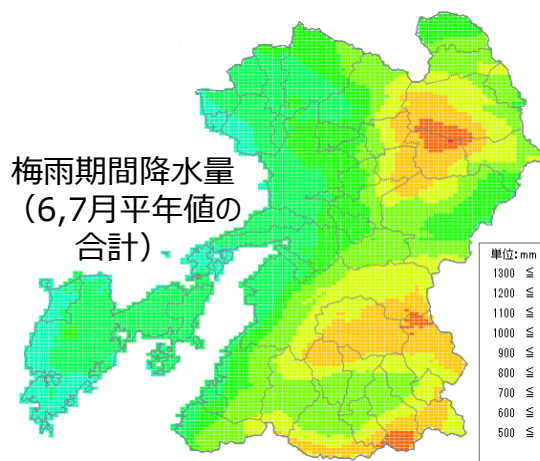 梅雨期間降水量
（6,7月平年値の
合計）
単位：mm
1300 ≦
1200 ≦
1100 ≦
1000 ≦
900 ≦
800 ≦
700 ≦
600 ≦
500 ≦